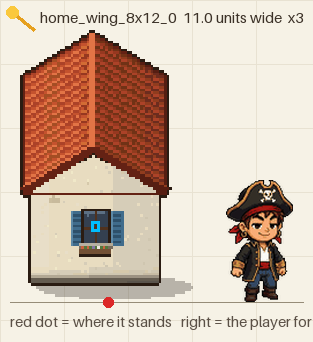 home_wing_8x12_0 11.0 units wide x3
red dot = where it stands right = the player for